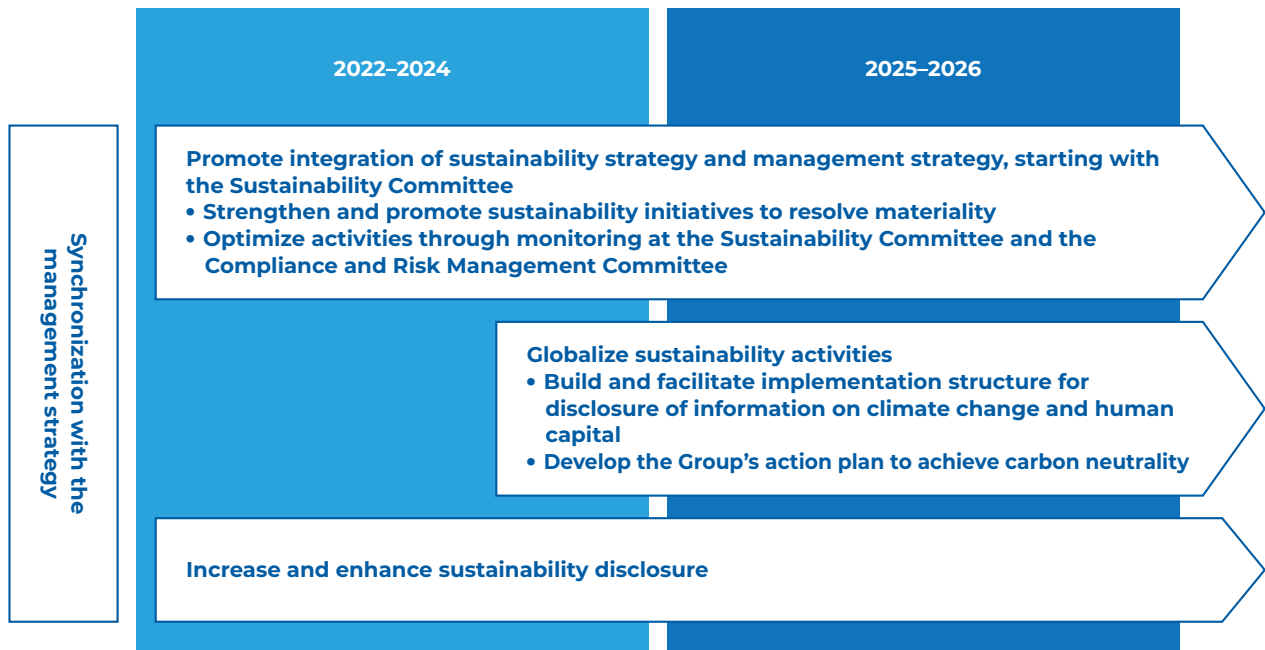 2022–2024
2025–2026
Synchronization with the
management strategy
Promote integration of sustainability strategy and management strategy, starting with
the Sustainability Committee
• Strengthen and promote sustainability initiatives to resolve materiality
• Optimize activities through monitoring at the Sustainability Committee and the
Compliance and Risk Management Committee
Globalize sustainability activities
• Build and facilitate implementation structure for
disclosure of information on climate change and human
capital
• Develop the Group’s action plan to achieve carbon neutrality
Increase and enhance sustainability disclosure